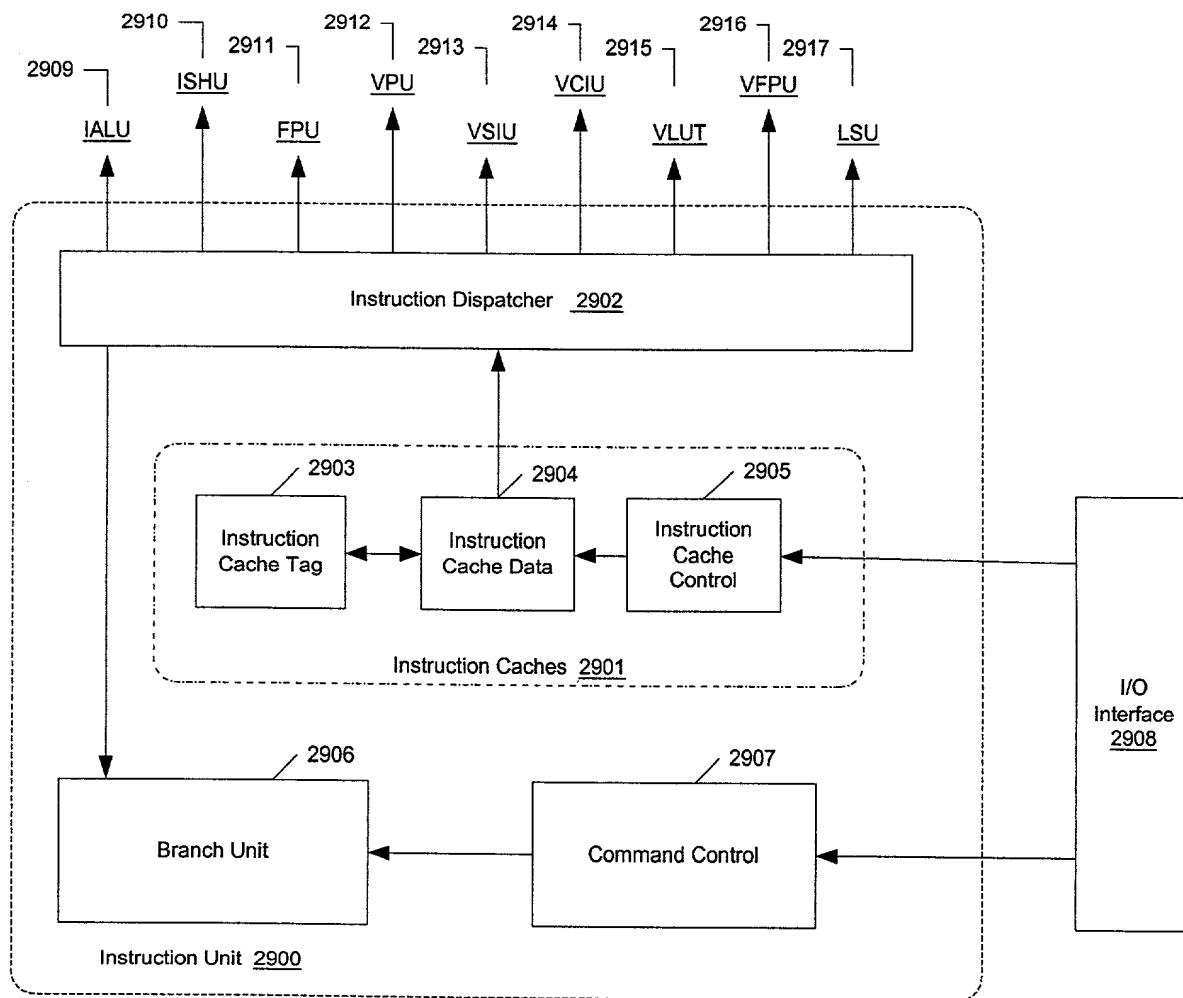 2910
2912
2914
2916
2909
2911
2913
2915
2917
ISHU
VPU
VCIU
VFPU
IALU
FPU
VSIU
VLUT
LSU
Instruction Dispatcher 2902
2903
2904
2905
Instruction
Cache Tag
Instruction
Cache Data
Instruction
Cache
Control
Instruction Caches 2901
I/O
Interface
2908
2906
2907
Branch Unit
Command Control
Instruction Unit 2900